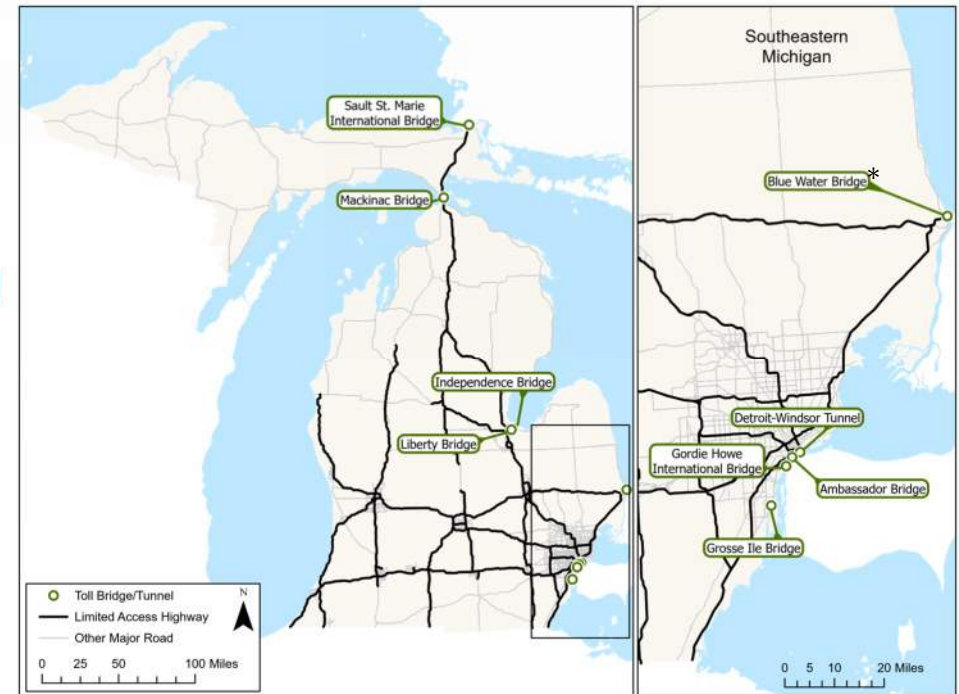 Sault St. Marie
International Bridge
Mackinac Bridge
Independence Bridge
Liberty Bridge
Toll Bridge/Tunnel
Limited Access Highway
Other Major Road
N
0 25 50 100 Miles
Southeastern
Michigan
Blue Water Bridge*
Detroit-Windsor Tunnel
Gordie Howe
International Bridge
Ambassador Bridge
Grosse Ile Bridge
0 5 10 20 Miles